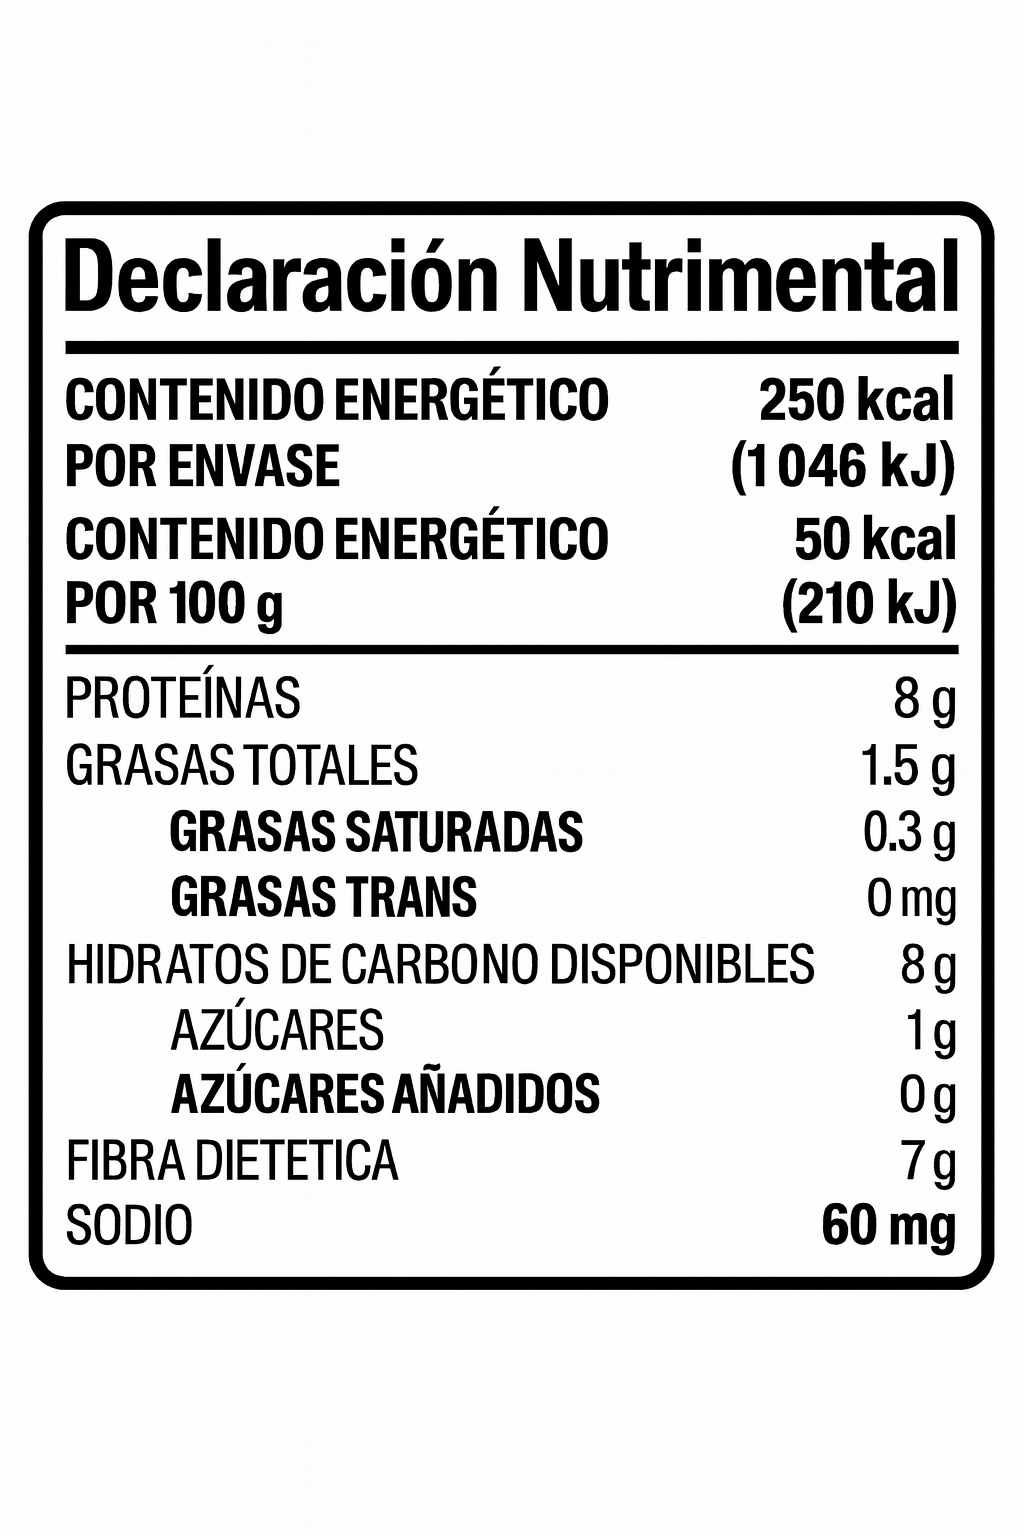 Declaración Nutrimental
CONTENIDO ENERGÉTICO 250 kcal
POR ENVASE (1 046 kJ)
CONTENIDO ENERGÉTICO 50 kcal
POR 100 g (210 kJ)
PROTEÍNAS 8 g
GRASAS TOTALES 1.5 g
GRASAS SATURADAS 0.3 g
GRASAS TRANS 0 mg
HIDRATOS DE CARBONO DISPONIBLES 8 g
AZÚCARES 1 g
AZÚCARES AÑADIDOS 0 g
FIBRA DIETETICA 7 g
SODIO 60 mg